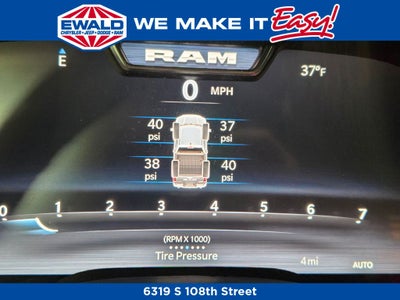 EWALD
CHRYSLER•JEEP•DODGE•RAM
WE MAKE IT Easy!
E
RAM
37°F
0 MPH
40 psi
37 psi
38 psi
40 psi
0 1 2 3 4 5 6 7
(RPM X 1000)
Tire Pressure
4mi
AUTO
6319 S 108th Street